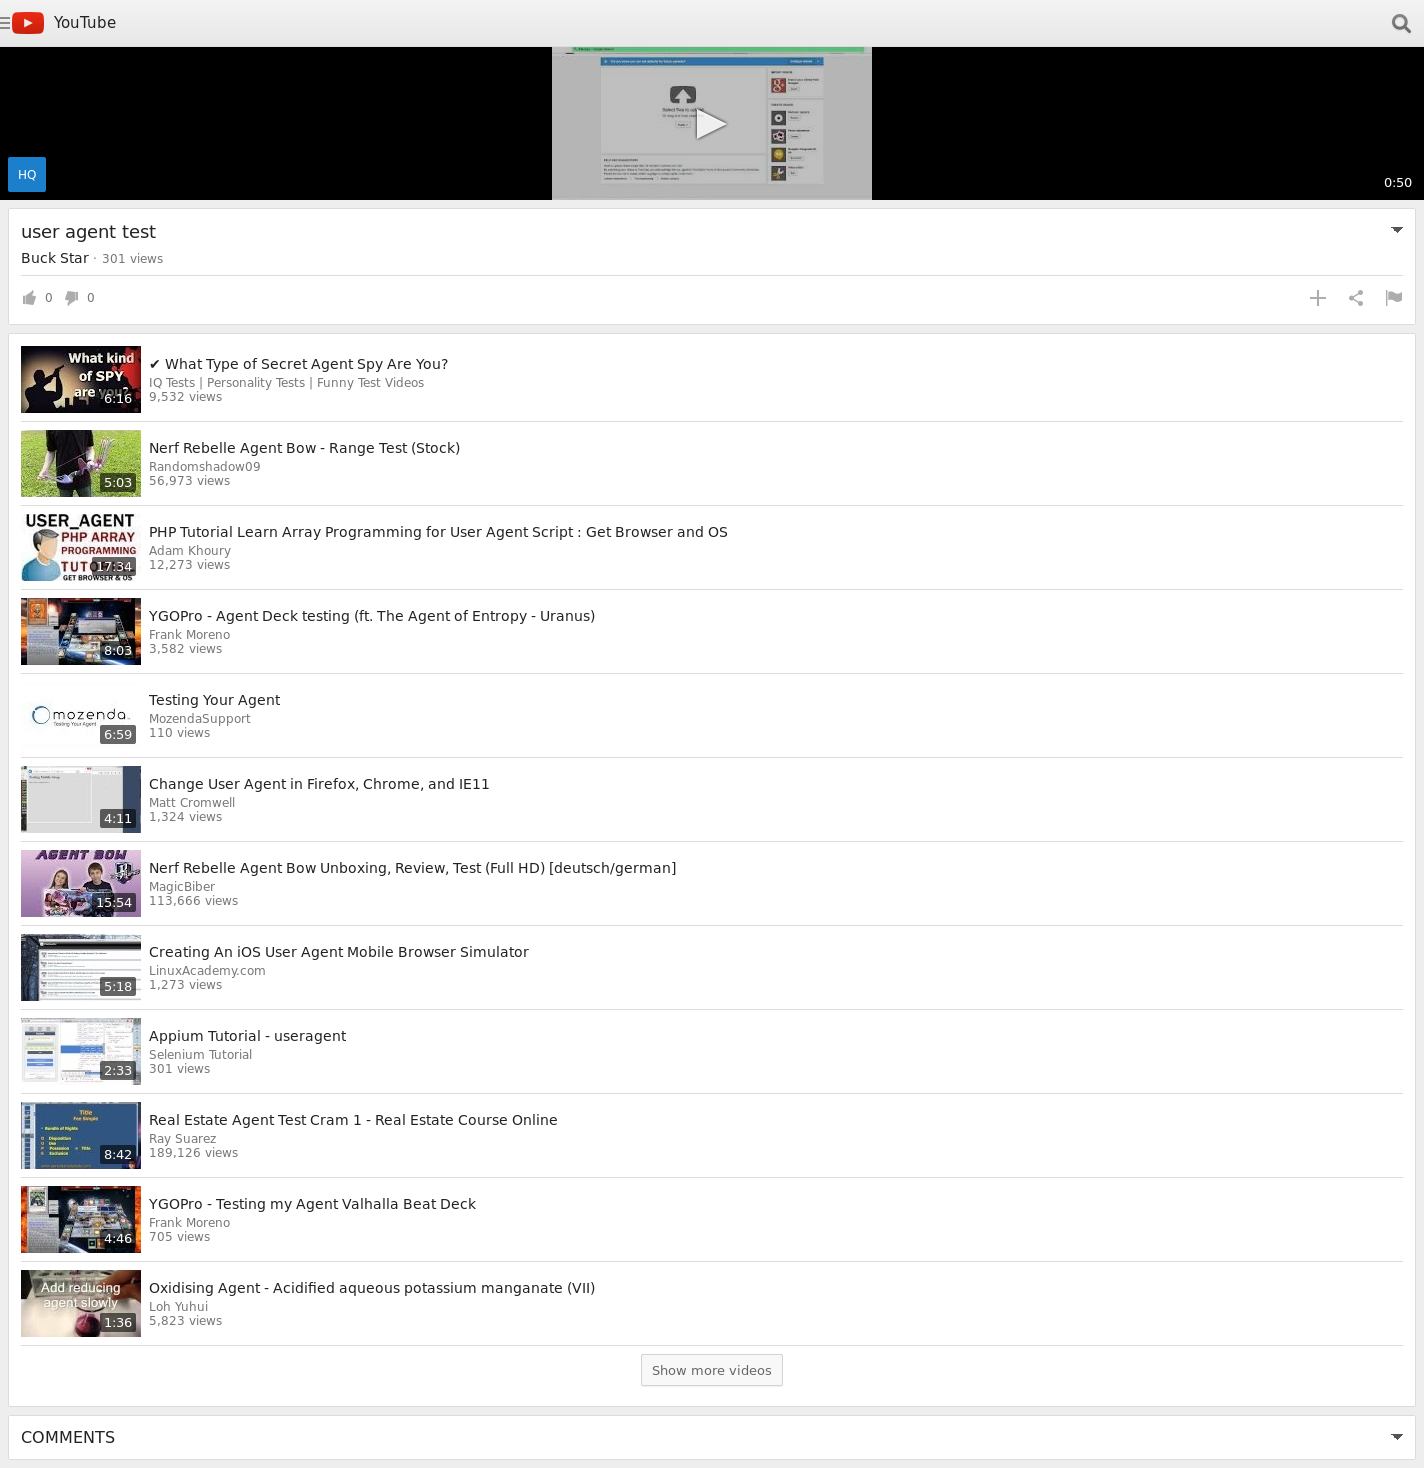 YouTube
HQ
0:50
user agent test
Buck Star · 301 views
0 0
What kind
of SPY
are you?
6:16
✔ What Type of Secret Agent Spy Are You?
IQ Tests | Personality Tests | Funny Test Videos
9,532 views
5:03
Nerf Rebelle Agent Bow - Range Test (Stock)
Randomshadow09
56,973 views
USER_AGENT
PHP ARRAY
PROGRAMMING
17:34
GET BROWSER & OS
PHP Tutorial Learn Array Programming for User Agent Script : Get Browser and OS
Adam Khoury
12,273 views
8:03
YGOPro - Agent Deck testing (ft. The Agent of Entropy - Uranus)
Frank Moreno
3,582 views
mozenda
Testing Your Agent
6:59
Testing Your Agent
MozendaSupport
110 views
4:11
Change User Agent in Firefox, Chrome, and IE11
Matt Cromwell
1,324 views
AGENT BOW
15:54
Nerf Rebelle Agent Bow Unboxing, Review, Test (Full HD) [deutsch/german]
MagicBiber
113,666 views
5:18
Creating An iOS User Agent Mobile Browser Simulator
LinuxAcademy.com
1,273 views
2:33
Appium Tutorial - useragent
Selenium Tutorial
301 views
Title
Fee Simple
Bundle of Rights
8:42
Real Estate Agent Test Cram 1 - Real Estate Course Online
Ray Suarez
189,126 views
4:46
YGOPro - Testing my Agent Valhalla Beat Deck
Frank Moreno
705 views
Add reducing
agent slowly
1:36
Oxidising Agent - Acidified aqueous potassium manganate (VII)
Loh Yuhui
5,823 views
Show more videos
COMMENTS